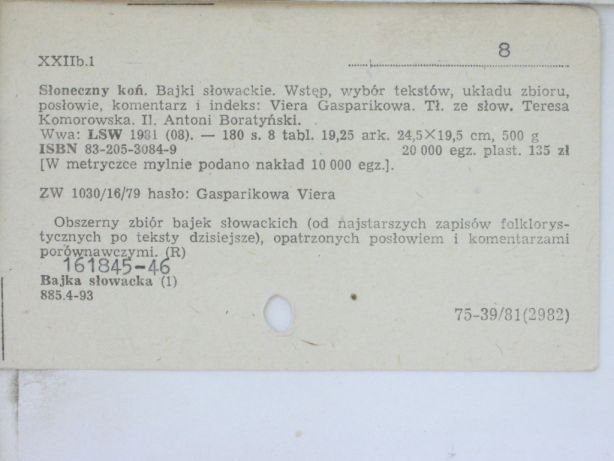 XXIIb.1
8
Słoneczny koń. Bajki słowackie. Wstęp, wybór tekstów, układu zbioru,
posłowie, komentarz i indeks: Viera Gasparikowa. Tł. ze słow. Teresa
Komorowska. Il. Antoni Boratyński.
Wwa: LSW 1981 (08). — 180 s. 8 tabl. 19,25 ark. 24,5×19,5 cm, 500 g
ISBN 83-205-3084-9 20 000 egz. plast. 135 zł
[W metryczce mylnie podano nakład 10 000 egz.].
ZW 1030/16/79 hasło: Gasparikowa Viera
Obszerny zbiór bajek słowackich (od najstarszych zapisów folklorys-
tycznych po teksty dzisiejsze), opatrzonych posłowiem i komentarzami
porównawczymi. (R)
161845-46
Bajka słowacka (1)
885.4-93
75-39/81(2982)